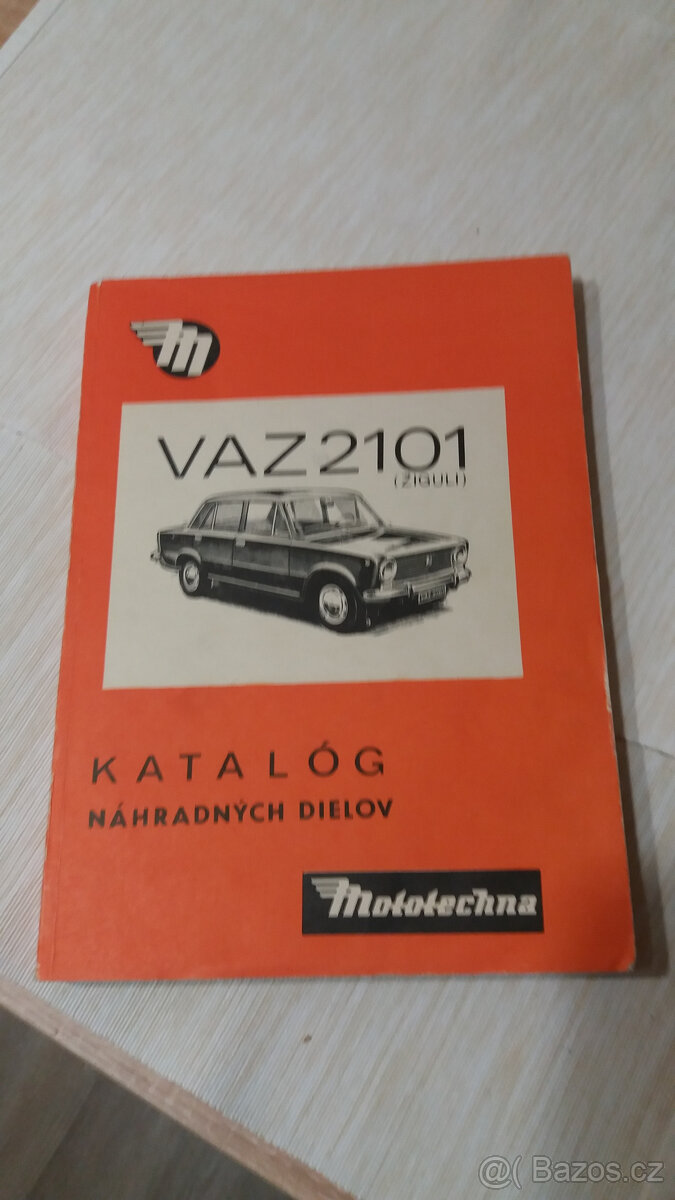 M
VAZ 2101
(ŽIGULI)
KATALÓG
NÁHRADNÝCH DIELOV
Mototechna
@( Bazos.cz